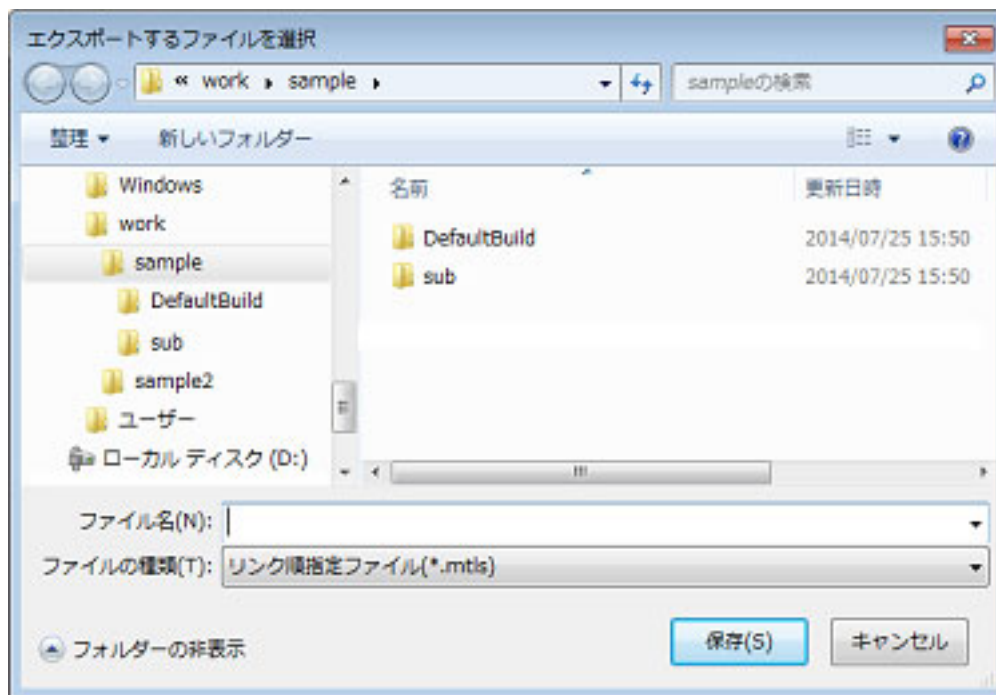 エクスポートするファイルを選択
« work ▸ sample ▸
sampleの検索
整理 ▾ 新しいフォルダー
Windows
work
sample
DefaultBuild
sub
sample2
ユーザー
ローカル ディスク (D:)
名前 更新日時
DefaultBuild 2014/07/25 15:50
sub 2014/07/25 15:50
ファイル名(N):
ファイルの種類(T): リンク順指定ファイル(*.mtls)
フォルダーの非表示
保存(S) キャンセル